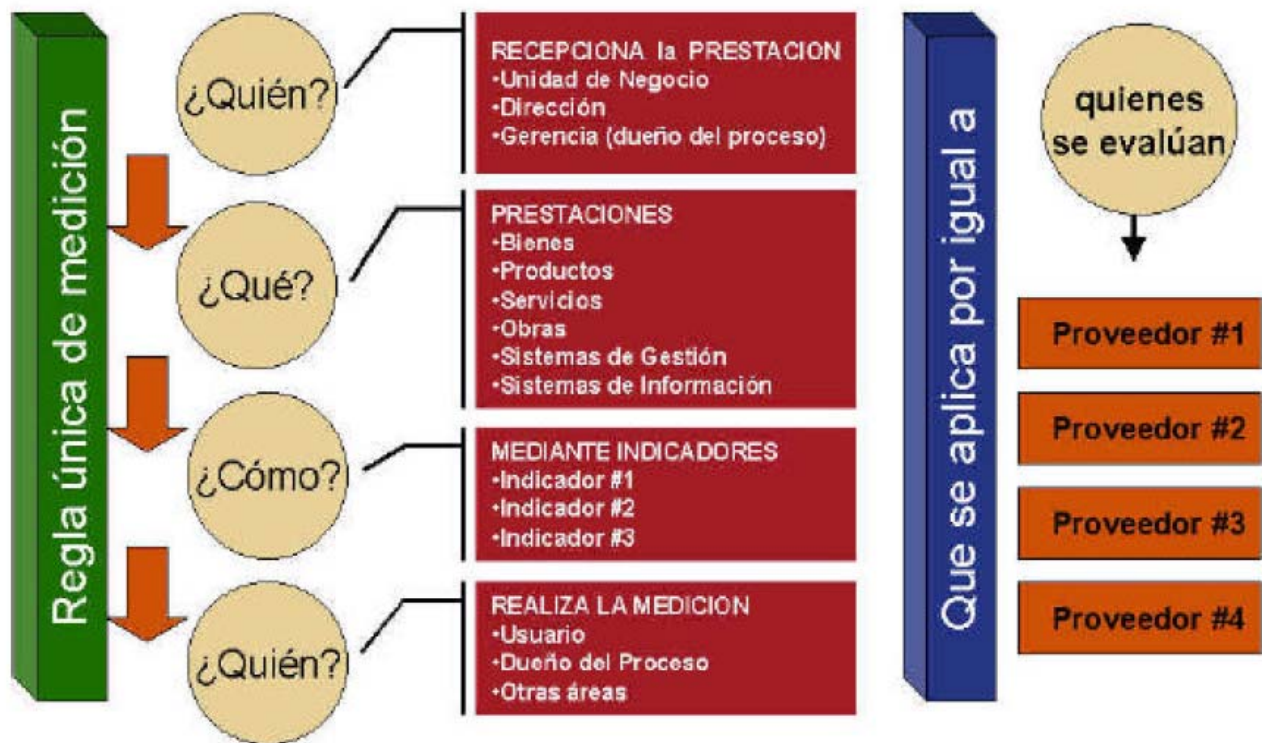 Regla única de medición
¿Quién?
RECEPCIONA la PRESTACION
•Unidad de Negocio
•Dirección
•Gerencia (dueño del proceso)
¿Qué?
PRESTACIONES
•Bienes
•Productos
•Servicios
•Obras
•Sistemas de Gestión
•Sistemas de Información
¿Cómo?
MEDIANTE INDICADORES
•Indicador #1
•Indicador #2
•Indicador #3
¿Quién?
REALIZA LA MEDICION
•Usuario
•Dueño del Proceso
•Otras áreas
Que se aplica por igual a
quienes
se evalúan
Proveedor #1
Proveedor #2
Proveedor #3
Proveedor #4